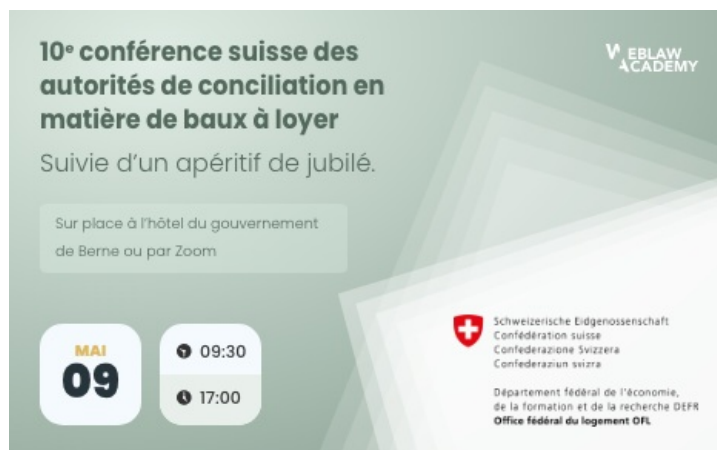 10e conférence suisse des
autorités de conciliation en
matière de baux à loyer
Suivie d'un apéritif de jubilé.
Sur place à l'hôtel du gouvernement
de Berne ou par Zoom
MAI
09
09:30
17:00
WEBLAW
ACADEMY
Schweizerische Eidgenossenschaft
Confédération suisse
Confederazione Svizzera
Confederaziun svizra
Département fédéral de l'économie,
de la formation et de la recherche DEFR
Office fédéral du logement OFL